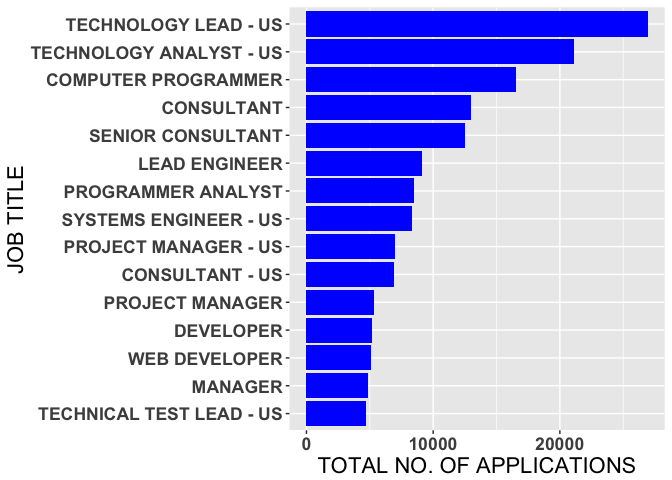 JOB TITLE
TECHNOLOGY LEAD - US
TECHNOLOGY ANALYST - US
COMPUTER PROGRAMMER
CONSULTANT
SENIOR CONSULTANT
LEAD ENGINEER
PROGRAMMER ANALYST
SYSTEMS ENGINEER - US
PROJECT MANAGER - US
CONSULTANT - US
PROJECT MANAGER
DEVELOPER
WEB DEVELOPER
MANAGER
TECHNICAL TEST LEAD - US
0 10000 20000
TOTAL NO. OF APPLICATIONS